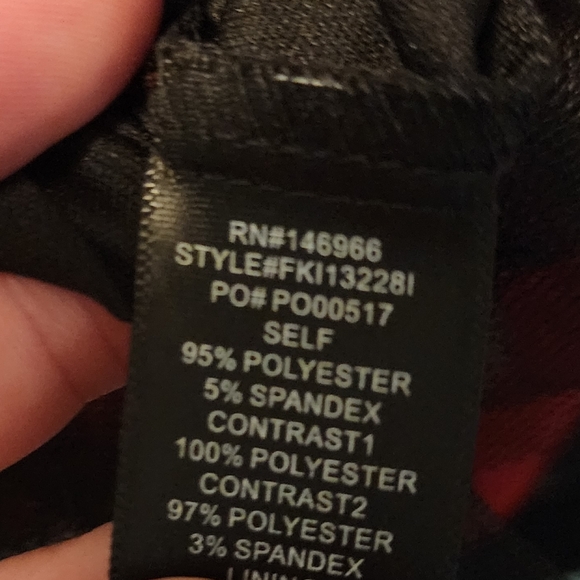 RN#146966
STYLE#FKI13228I
PO# PO00517
SELF
95% POLYESTER
5% SPANDEX
CONTRAST1
100% POLYESTER
CONTRAST2
97% POLYESTER
3% SPANDEX